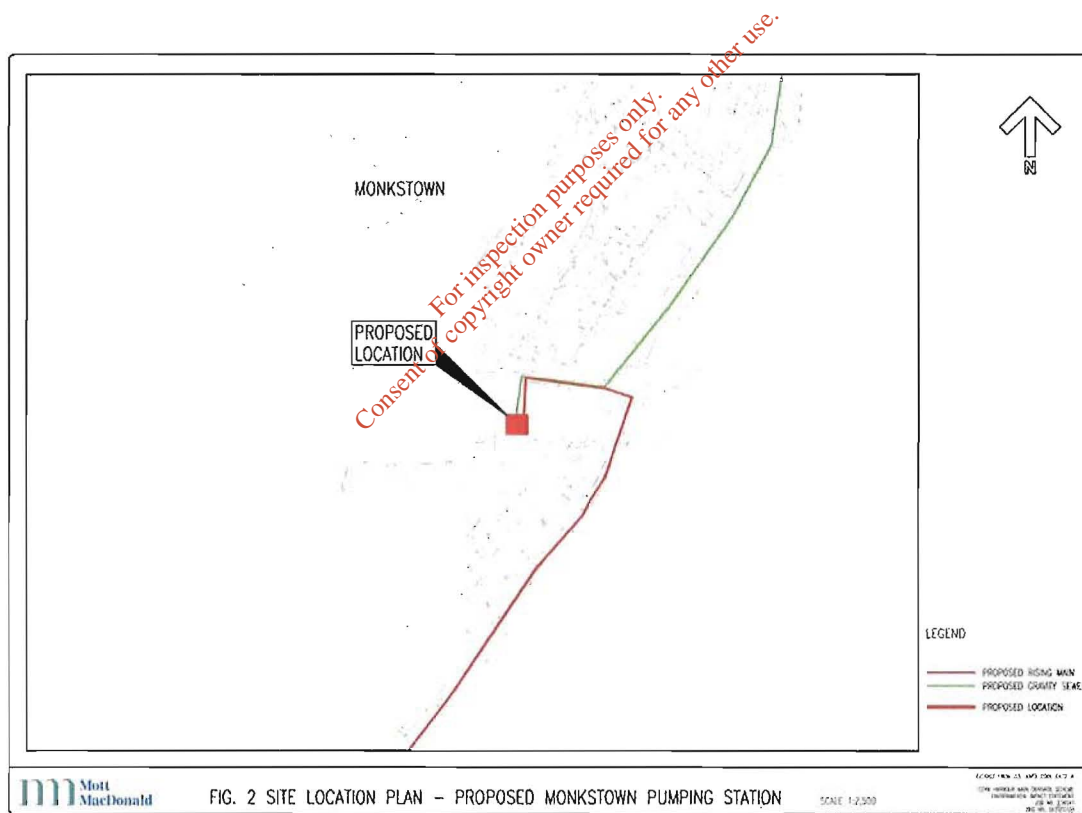 For inspection purposes only.
Consent of copyright owner required for any other use.
MONKSTOWN
N
PROPOSED
LOCATION
LEGEND
PROPOSED RISING MAIN
PROPOSED GRAVITY SEWE
PROPOSED LOCATION
Mott
MacDonald
FIG. 2 SITE LOCATION PLAN - PROPOSED MONKSTOWN PUMPING STATION
SCALE 1:2,500